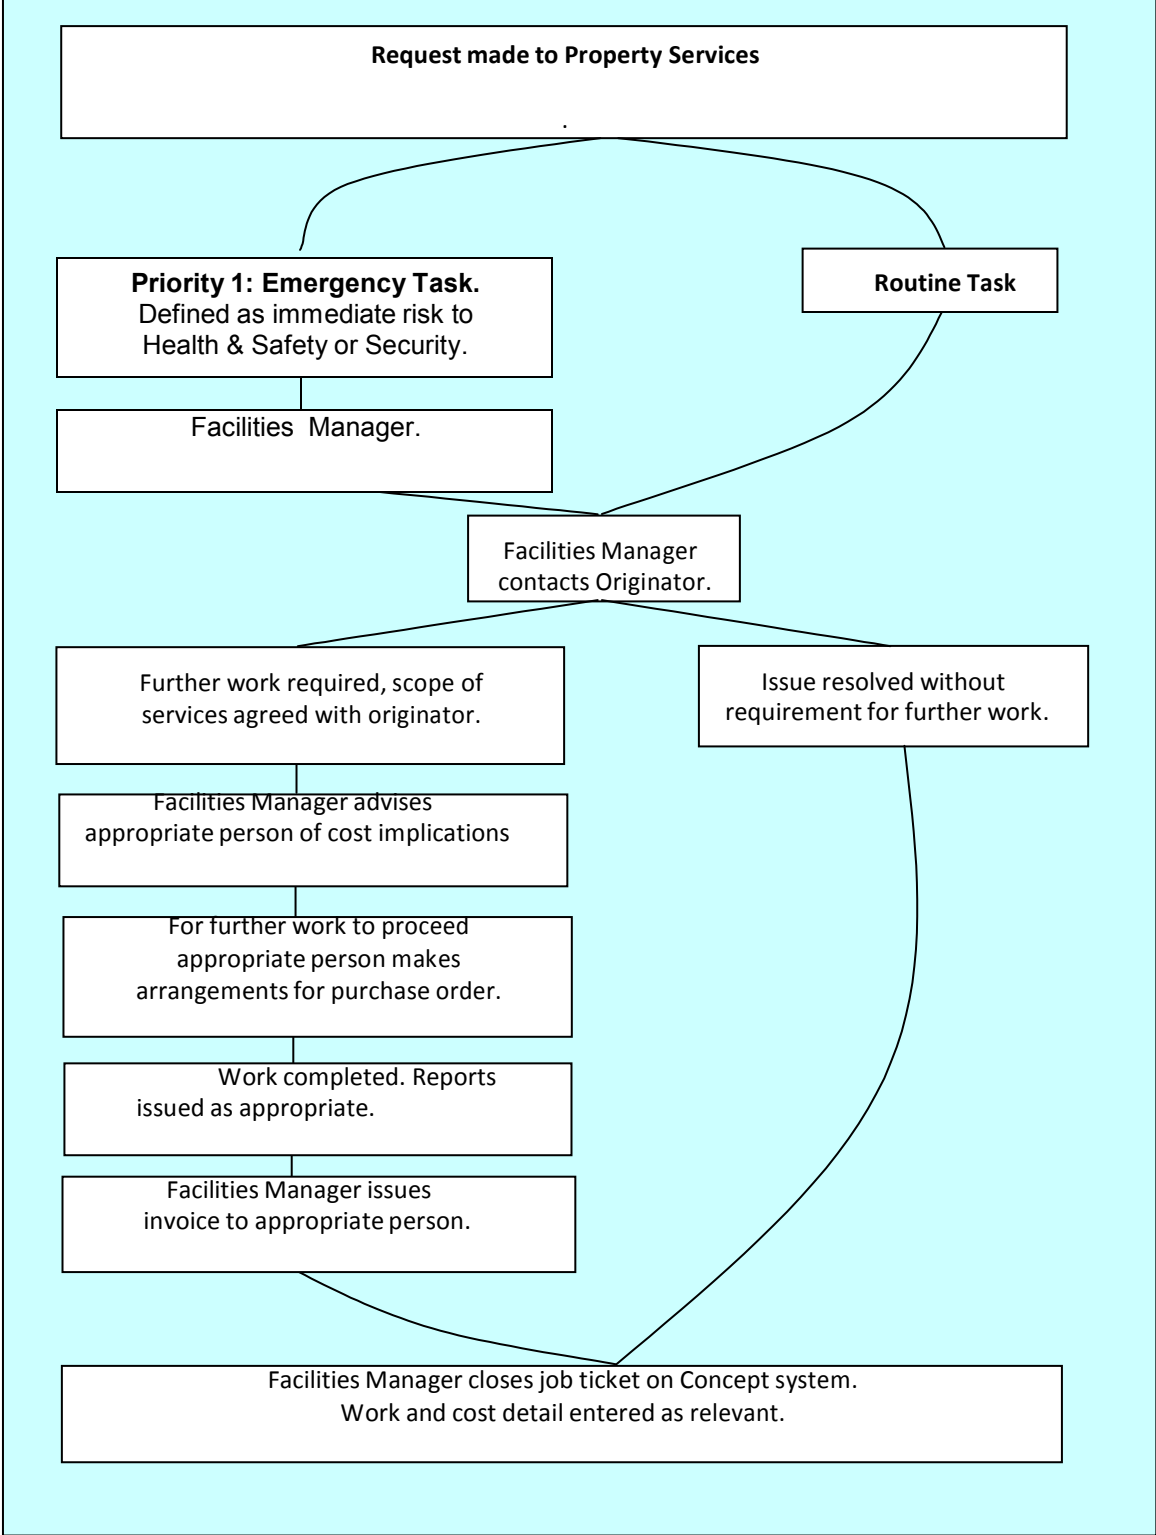 Request made to Property Services
.
Priority 1: Emergency Task.
Defined as immediate risk to
Health & Safety or Security.
Routine Task
Facilities Manager.
Facilities Manager
contacts Originator.
Further work required, scope of
services agreed with originator.
Issue resolved without
requirement for further work.
Facilities Manager advises
appropriate person of cost implications
For further work to proceed
appropriate person makes
arrangements for purchase order.
Work completed. Reports
issued as appropriate.
Facilities Manager issues
invoice to appropriate person.
Facilities Manager closes job ticket on Concept system.
Work and cost detail entered as relevant.